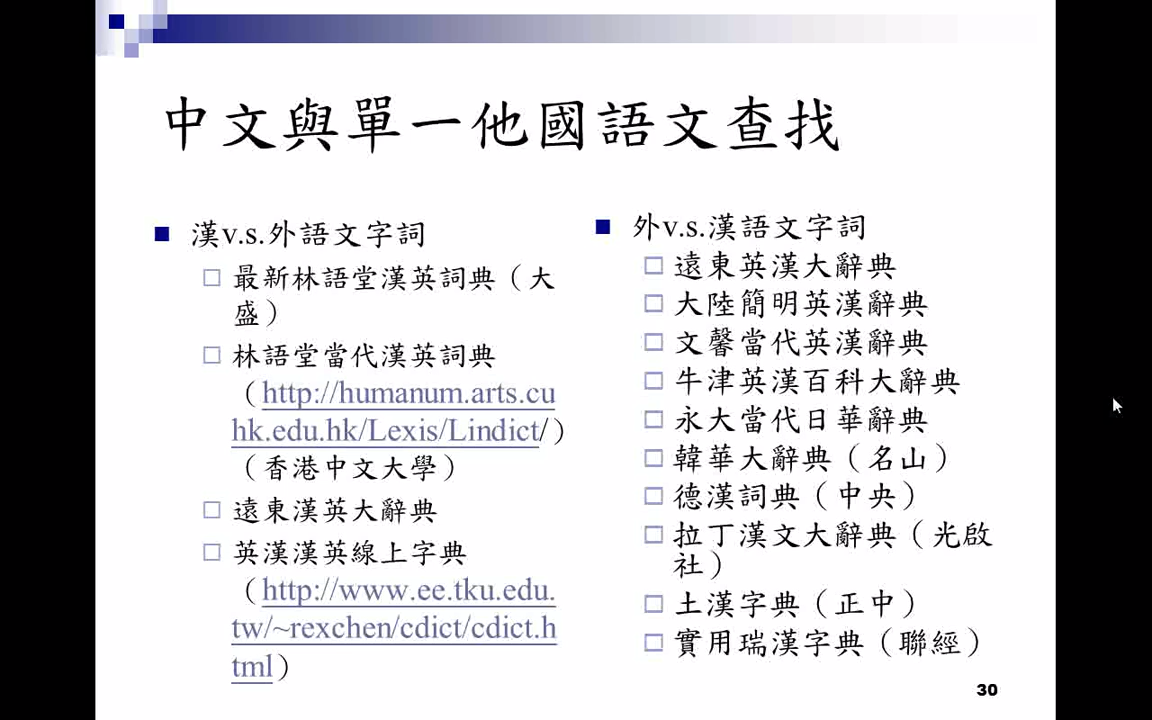 中文與單一他國語文查找
漢v.s.外語文字詞
最新林語堂漢英詞典（大
盛）
林語堂當代漢英詞典
（http://humanum.arts.cu
hk.edu.hk/Lexis/Lindict/）
（香港中文大學）
遠東漢英大辭典
英漢漢英線上字典
（http://www.ee.tku.edu.
tw/~rexchen/cdict/cdict.h
tml）
外v.s.漢語文字詞
遠東英漢大辭典
大陸簡明英漢辭典
文馨當代英漢辭典
牛津英漢百科大辭典
永大當代日華辭典
韓華大辭典（名山）
德漢詞典（中央）
拉丁漢文大辭典（光啟
社）
土漢字典（正中）
實用瑞漢字典（聯經）
30